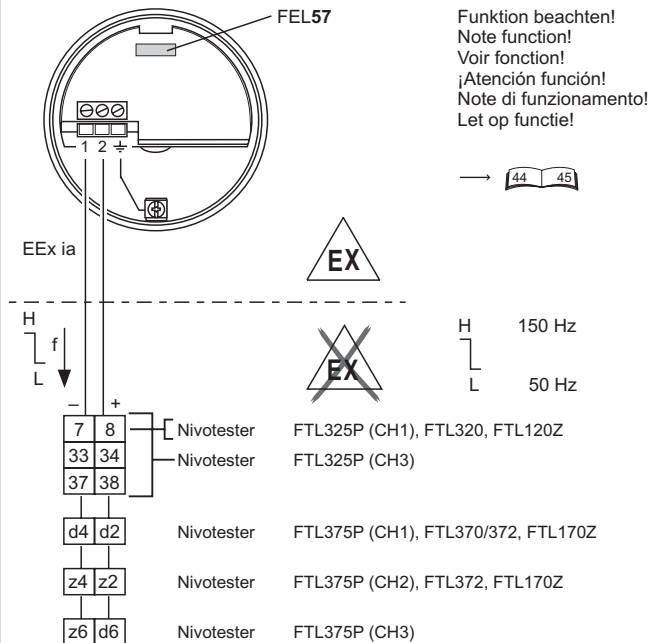 FEL57
Funktion beachten!
Note function!
Voir fonction!
¡Atención función!
Note di funzionamento!
Let op functie!
44 45
1 2
EEx ia
EX
EX
H
f
L
H 150 Hz
L 50 Hz
– +
7 8 Nivotester FTL325P (CH1), FTL320, FTL120Z
33 34 Nivotester FTL325P (CH3)
37 38
d4 d2 Nivotester FTL375P (CH1), FTL370/372, FTL170Z
z4 z2 Nivotester FTL375P (CH2), FTL372, FTL170Z
z6 d6 Nivotester FTL375P (CH3)